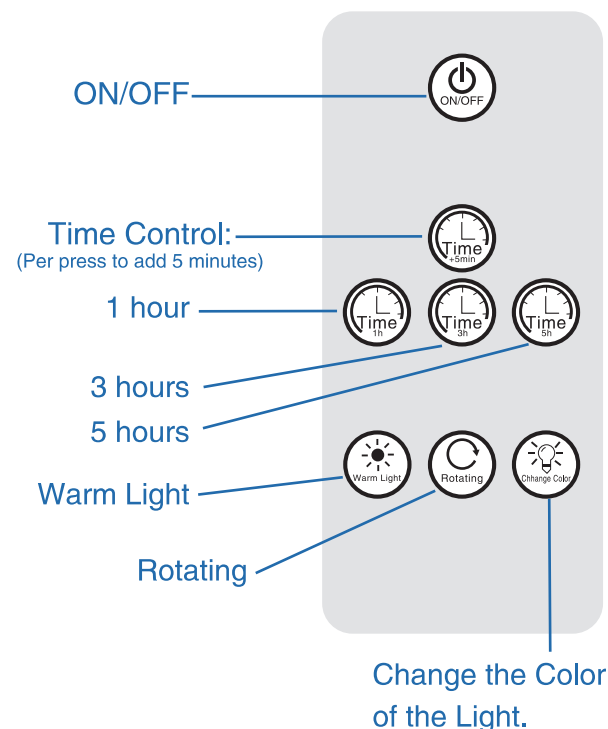 ON/OFF
ON/OFF
Time Control:
(Per press to add 5 minutes)
Time
+5min
1 hour
Time
1h
Time
3h
Time
5h
3 hours
5 hours
Warm Light
Rotating
Chhange Color
Warm Light
Rotating
Change the Color
of the Light.